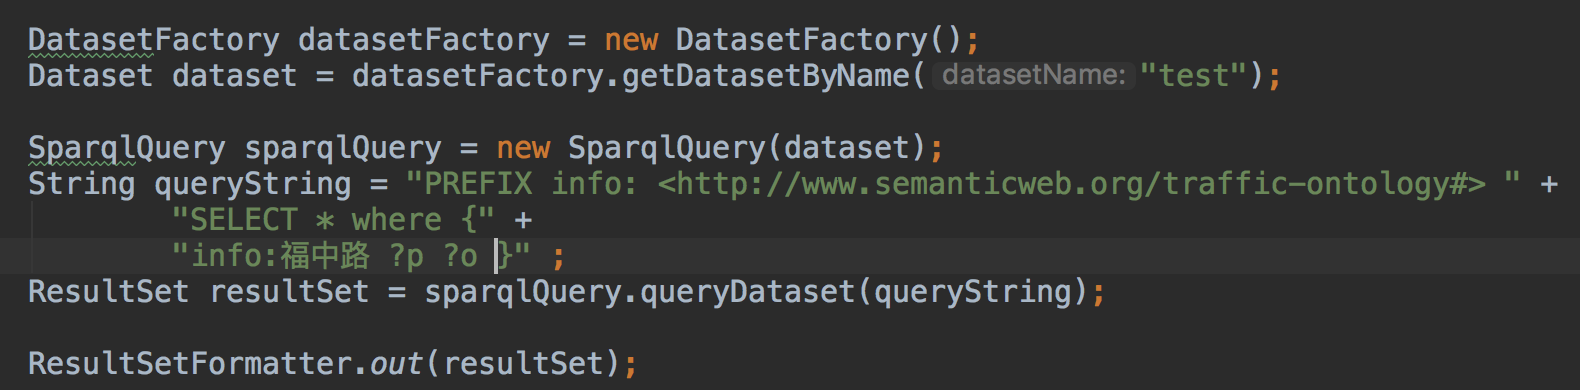 DatasetFactory datasetFactory = new DatasetFactory();
Dataset dataset = datasetFactory.getDatasetByName( datasetName: "test");
SparqlQuery sparqlQuery = new SparqlQuery(dataset);
String queryString = "PREFIX info: <http://www.semanticweb.org/traffic-ontology#> " +
"SELECT * where {" +
"info:福中路 ?p ?o }" ;
ResultSet resultSet = sparqlQuery.queryDataset(queryString);
ResultSetFormatter.out(resultSet);